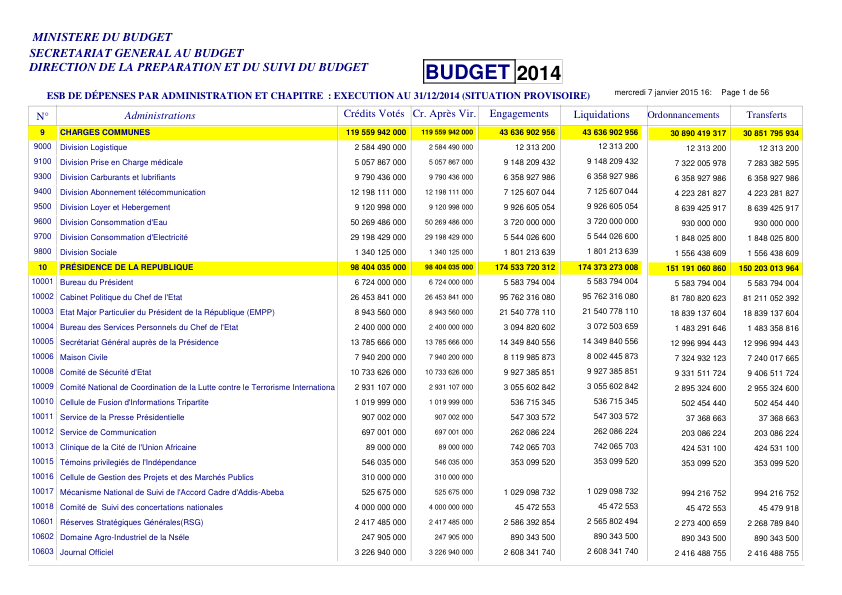 MINISTERE DU BUDGET
SECRETARIAT GENERAL AU BUDGET
DIRECTION DE LA PREPARATION ET DU SUIVI DU BUDGET
BUDGET 2014
ESB DE DÉPENSES PAR ADMINISTRATION ET CHAPITRE : EXECUTION AU 31/12/2014 (SITUATION PROVISOIRE) mercredi 7 janvier 2015 16: Page 1 de 56
N° Administrations Crédits Votés Cr. Après Vir. Engagements Liquidations Ordonnancements Transferts
9 CHARGES COMMUNES 119 559 942 000 119 559 942 000 43 636 902 956 43 636 902 956 30 890 419 317 30 851 795 934
9000 Division Logistique 2 584 490 000 2 584 490 000 12 313 200 12 313 200 12 313 200 12 313 200
9100 Division Prise en Charge médicale 5 057 867 000 5 057 867 000 9 148 209 432 9 148 209 432 7 322 005 978 7 283 382 595
9300 Division Carburants et lubrifiants 9 790 436 000 9 790 436 000 6 358 927 986 6 358 927 986 6 358 927 986 6 358 927 986
9400 Division Abonnement télécommunication 12 198 111 000 12 198 111 000 7 125 607 044 7 125 607 044 4 223 281 827 4 223 281 827
9500 Division Loyer et Hebergement 9 120 998 000 9 120 998 000 9 926 605 054 9 926 605 054 8 639 425 917 8 639 425 917
9600 Division Consommation d'Eau 50 269 486 000 50 269 486 000 3 720 000 000 3 720 000 000 930 000 000 930 000 000
9700 Division Consommation d'Electricité 29 198 429 000 29 198 429 000 5 544 026 600 5 544 026 600 1 848 025 800 1 848 025 800
9800 Division Sociale 1 340 125 000 1 340 125 000 1 801 213 639 1 801 213 639 1 556 438 609 1 556 438 609
10 PRÉSIDENCE DE LA REPUBLIQUE 98 404 035 000 98 404 035 000 174 533 720 312 174 373 273 008 151 191 060 860 150 203 013 964
10001 Bureau du Président 6 724 000 000 6 724 000 000 5 583 794 004 5 583 794 004 5 583 794 004 5 583 794 004
10002 Cabinet Politique du Chef de l'Etat 26 453 841 000 26 453 841 000 95 762 316 080 95 762 316 080 81 780 820 623 81 211 052 392
10003 Etat Major Particulier du Président de la République (EMPP) 8 943 560 000 8 943 560 000 21 540 778 110 21 540 778 110 18 839 137 604 18 839 137 604
10004 Bureau des Services Personnels du Chef de l'Etat 2 400 000 000 2 400 000 000 3 094 820 602 3 072 503 659 1 483 291 646 1 483 358 816
10005 Secrétariat Général auprès de la Présidence 13 785 666 000 13 785 666 000 14 349 840 556 14 349 840 556 12 996 994 443 12 996 994 443
10006 Maison Civile 7 940 200 000 7 940 200 000 8 119 985 873 8 002 445 873 7 324 932 123 7 240 017 665
10008 Comité de Sécurité d'Etat 10 733 626 000 10 733 626 000 9 927 385 851 9 927 385 851 9 331 511 724 9 406 511 724
10009 Comité National de Coordination de la Lutte contre le Terrorisme Internationa 2 931 107 000 2 931 107 000 3 055 602 842 3 055 602 842 2 895 324 600 2 955 324 600
10010 Cellule de Fusion d'Informations Tripartite 1 019 999 000 1 019 999 000 536 715 345 536 715 345 502 454 440 502 454 440
10011 Service de la Presse Présidentielle 907 002 000 907 002 000 547 303 572 547 303 572 37 368 663 37 368 663
10012 Service de Communication 697 001 000 697 001 000 262 086 224 262 086 224 203 086 224 203 086 224
10013 Clinique de la Cité de l'Union Africaine 89 000 000 89 000 000 742 065 703 742 065 703 424 531 100 424 531 100
10015 Témoins privilegiés de l'Indépendance 546 035 000 546 035 000 353 099 520 353 099 520 353 099 520 353 099 520
10016 Cellule de Gestion des Projets et des Marchés Publics 310 000 000 310 000 000
10017 Mécanisme National de Suivi de l'Accord Cadre d'Addis-Abeba 525 675 000 525 675 000 1 029 098 732 1 029 098 732 994 216 752 994 216 752
10018 Comité de Suivi des concertations nationales 4 000 000 000 4 000 000 000 45 472 553 45 472 553 45 472 553 45 479 918
10601 Réserves Stratégiques Générales(RSG) 2 417 485 000 2 417 485 000 2 586 392 854 2 565 802 494 2 273 400 659 2 268 789 840
10602 Domaine Agro-Industriel de la Nséle 247 905 000 247 905 000 890 343 500 890 343 500 890 343 500 890 343 500
10603 Journal Officiel 3 226 940 000 3 226 940 000 2 608 341 740 2 608 341 740 2 416 488 755 2 416 488 755